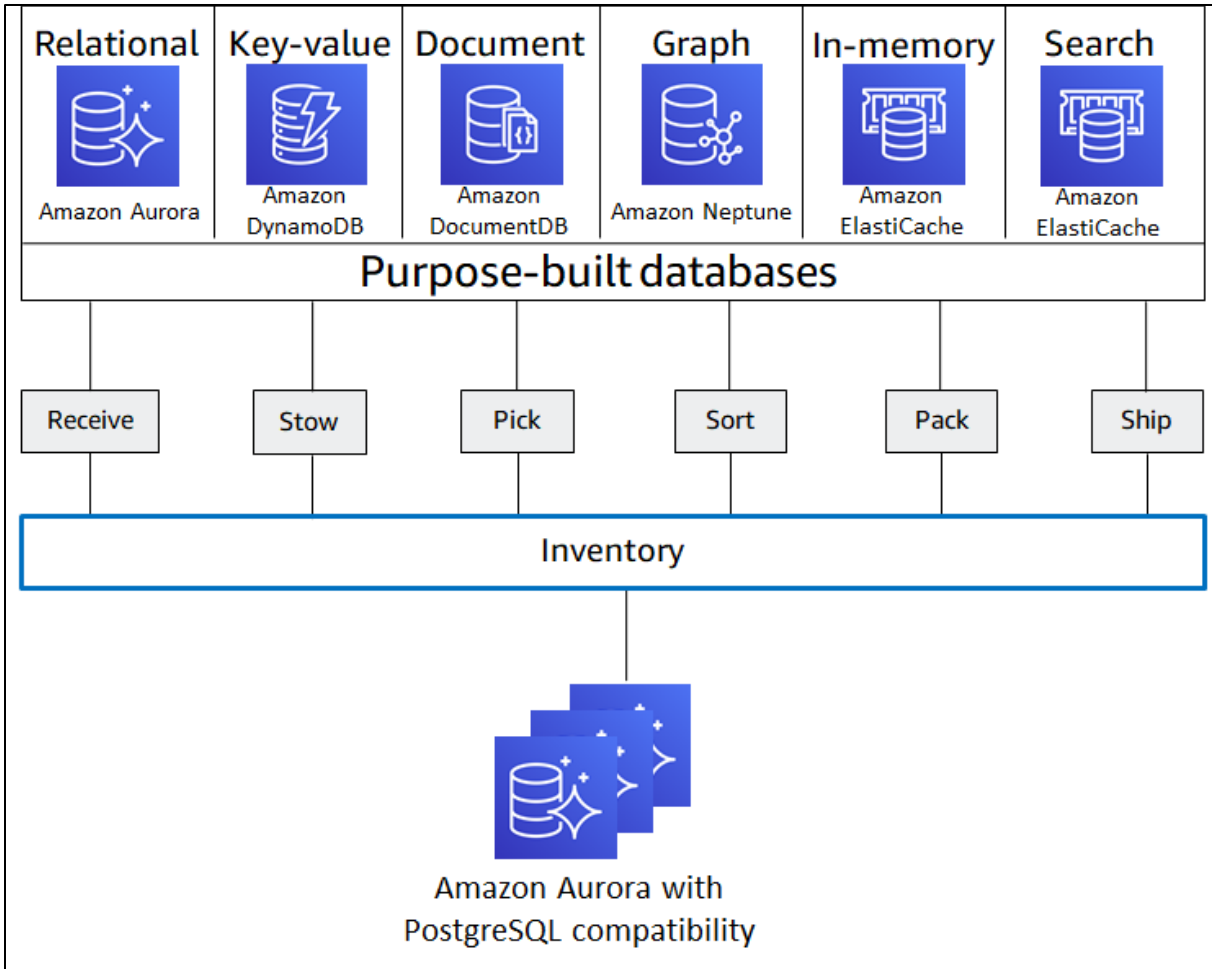 Relational Key-value Document Graph In-memory Search
Amazon Aurora
Amazon
DynamoDB
Amazon
DocumentDB
Amazon Neptune
Amazon
ElastiCache
Amazon
ElastiCache
Purpose-built databases
Receive Stow Pick Sort Pack Ship
Inventory
Amazon Aurora with
PostgreSQL compatibility